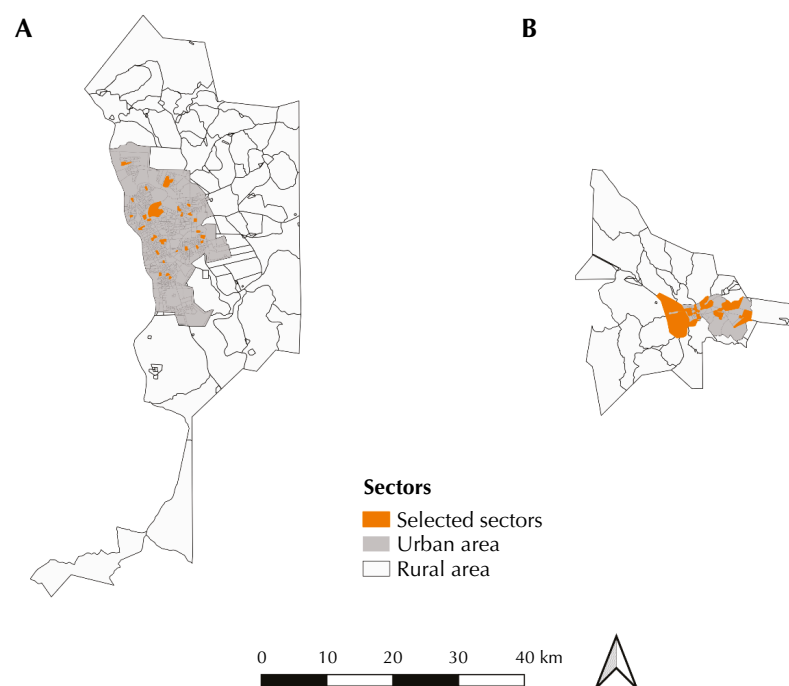 A
B
Sectors
Selected sectors
Urban area
Rural area
0 10 20 30 40 km